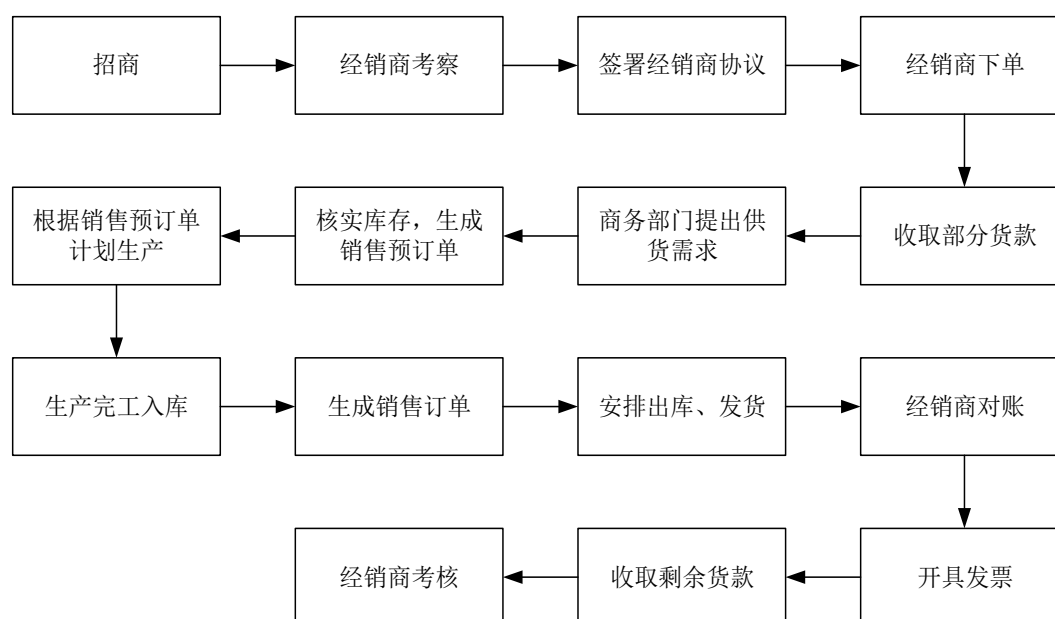 招商
经销商考察
签署经销商协议
经销商下单
收取部分货款
商务部门提出供
货需求
核实库存，生成
销售预订单
根据销售预订单
计划生产
生产完工入库
生成销售订单
安排出库、发货
经销商对账
开具发票
收取剩余货款
经销商考核